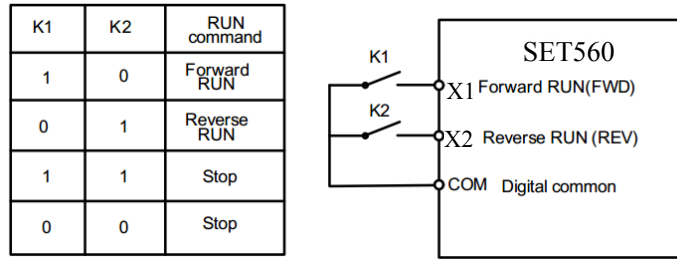 K1 K2 RUN command
1 0 Forward RUN
0 1 Reverse RUN
1 1 Stop
0 0 Stop
SET560
K1
X1 Forward RUN(FWD)
K2
X2 Reverse RUN (REV)
COM Digital common